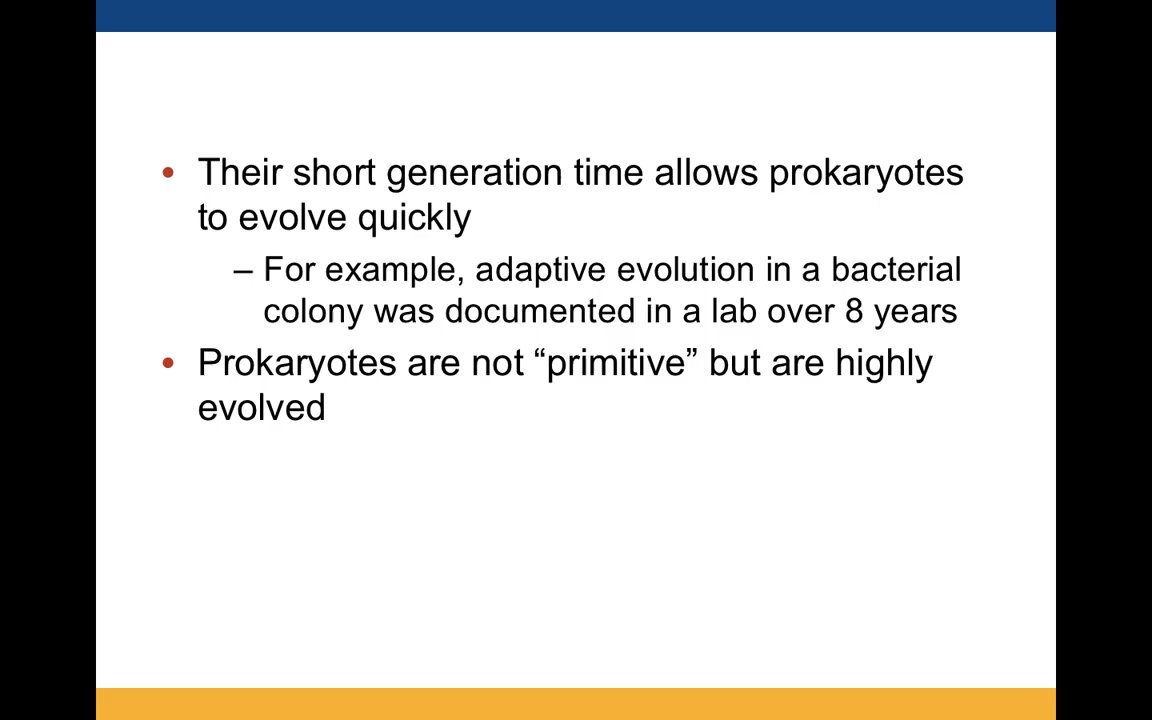 • Their short generation time allows prokaryotes
to evolve quickly
– For example, adaptive evolution in a bacterial
colony was documented in a lab over 8 years
• Prokaryotes are not “primitive” but are highly
evolved